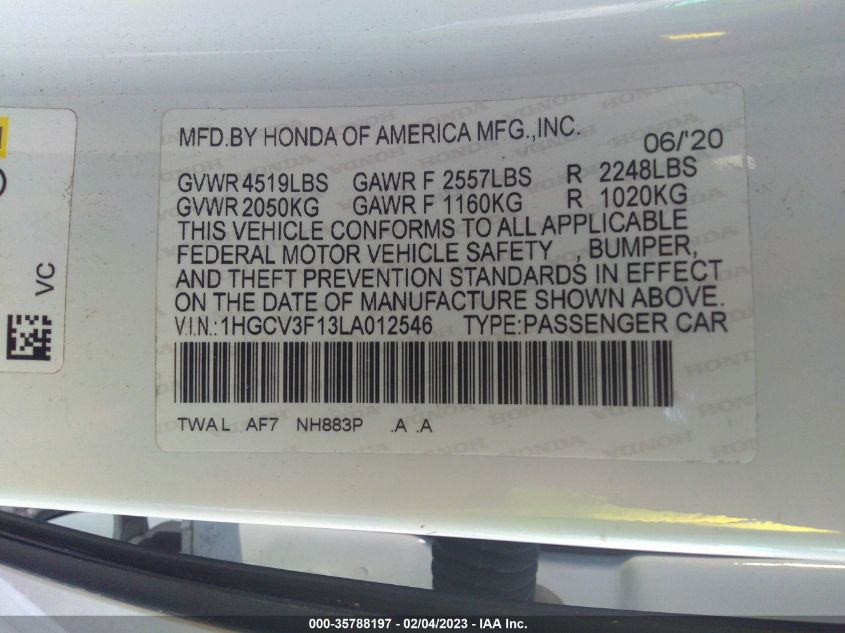 MFD.BY HONDA OF AMERICA MFG.,INC. 06/'20
GVWR 4519LBS GAWR F 2557LBS R 2248LBS
GVWR 2050KG GAWR F 1160KG R 1020KG
THIS VEHICLE CONFORMS TO ALL APPLICABLE
FEDERAL MOTOR VEHICLE SAFETY , BUMPER,
AND THEFT PREVENTION STANDARDS IN EFFECT
ON THE DATE OF MANUFACTURE SHOWN ABOVE.
V.I.N.:1HGCV3F13LA012546 TYPE:PASSENGER CAR
TWA L AF7 NH883P .A .A
VC
000-35788197 - 02/04/2023 - IAA Inc.